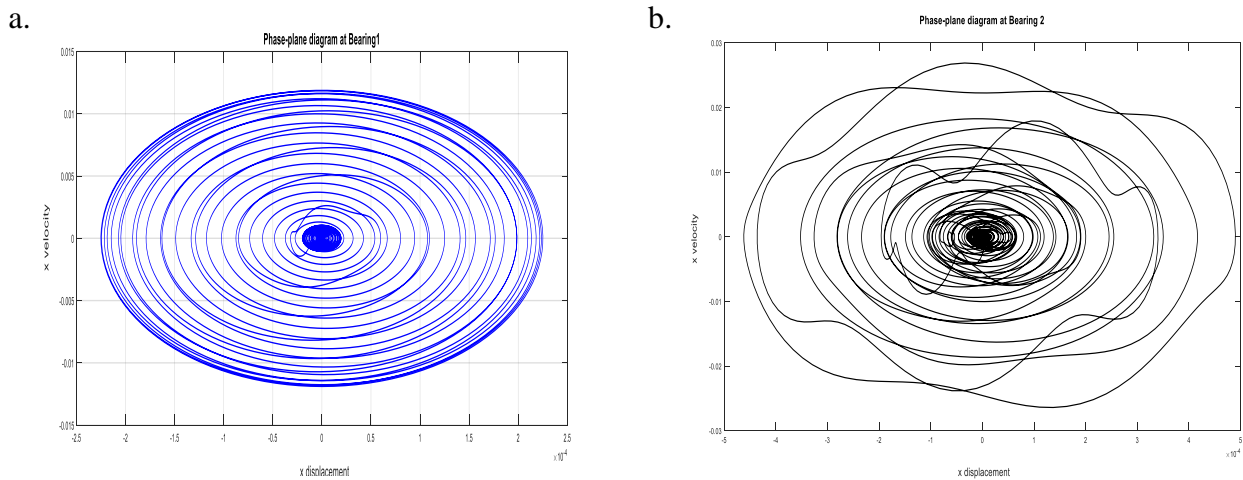 a.
Phase-plane diagram at Bearing1
0.015
0.01
0.005
0
-0.005
-0.01
-0.015
x velocity
-2.5 -2 -1.5 -1 -0.5 0 0.5 1 1.5 2 2.5
×10-4
x displacement
b.
Phase-plane diagram at Bearing 2
0.03
0.02
0.01
0
-0.01
-0.02
-0.03
x velocity
-5 -4 -3 -2 -1 0 1 2 3 4 5
×10-4
x displacement